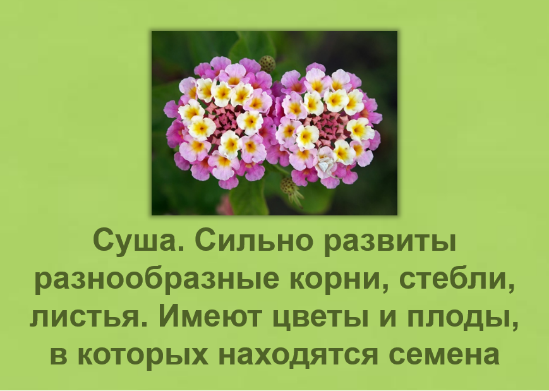 Суша. Сильно развиты
разнообразные корни, стебли,
листья. Имеют цветы и плоды,
в которых находятся семена